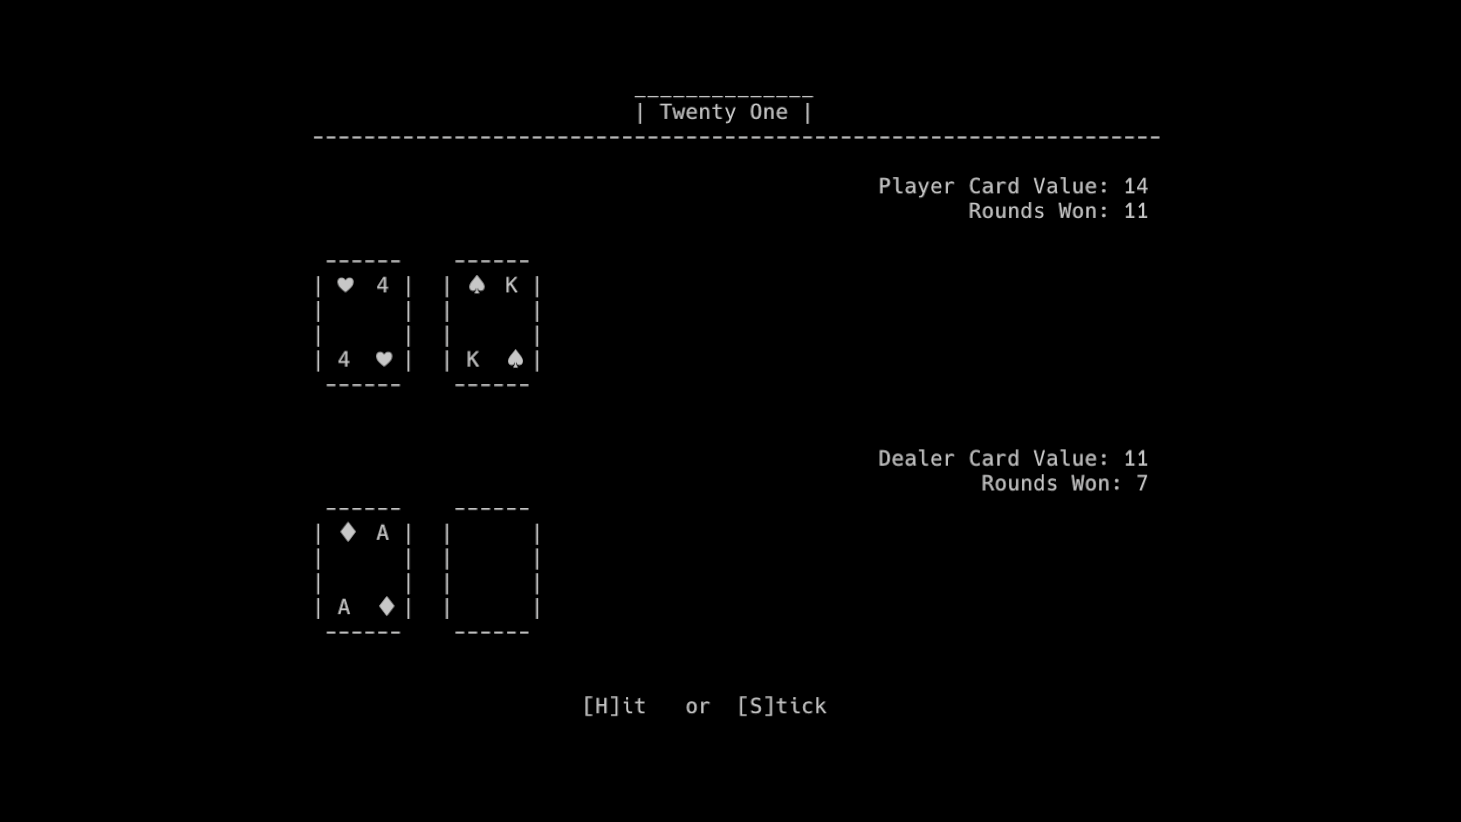 | Twenty One |
Player Card Value: 14
Rounds Won: 11
♥ 4 ♠ K
4 ♥ K ♠
Dealer Card Value: 11
Rounds Won: 7
♦ A
A ♦
[H]it or [S]tick